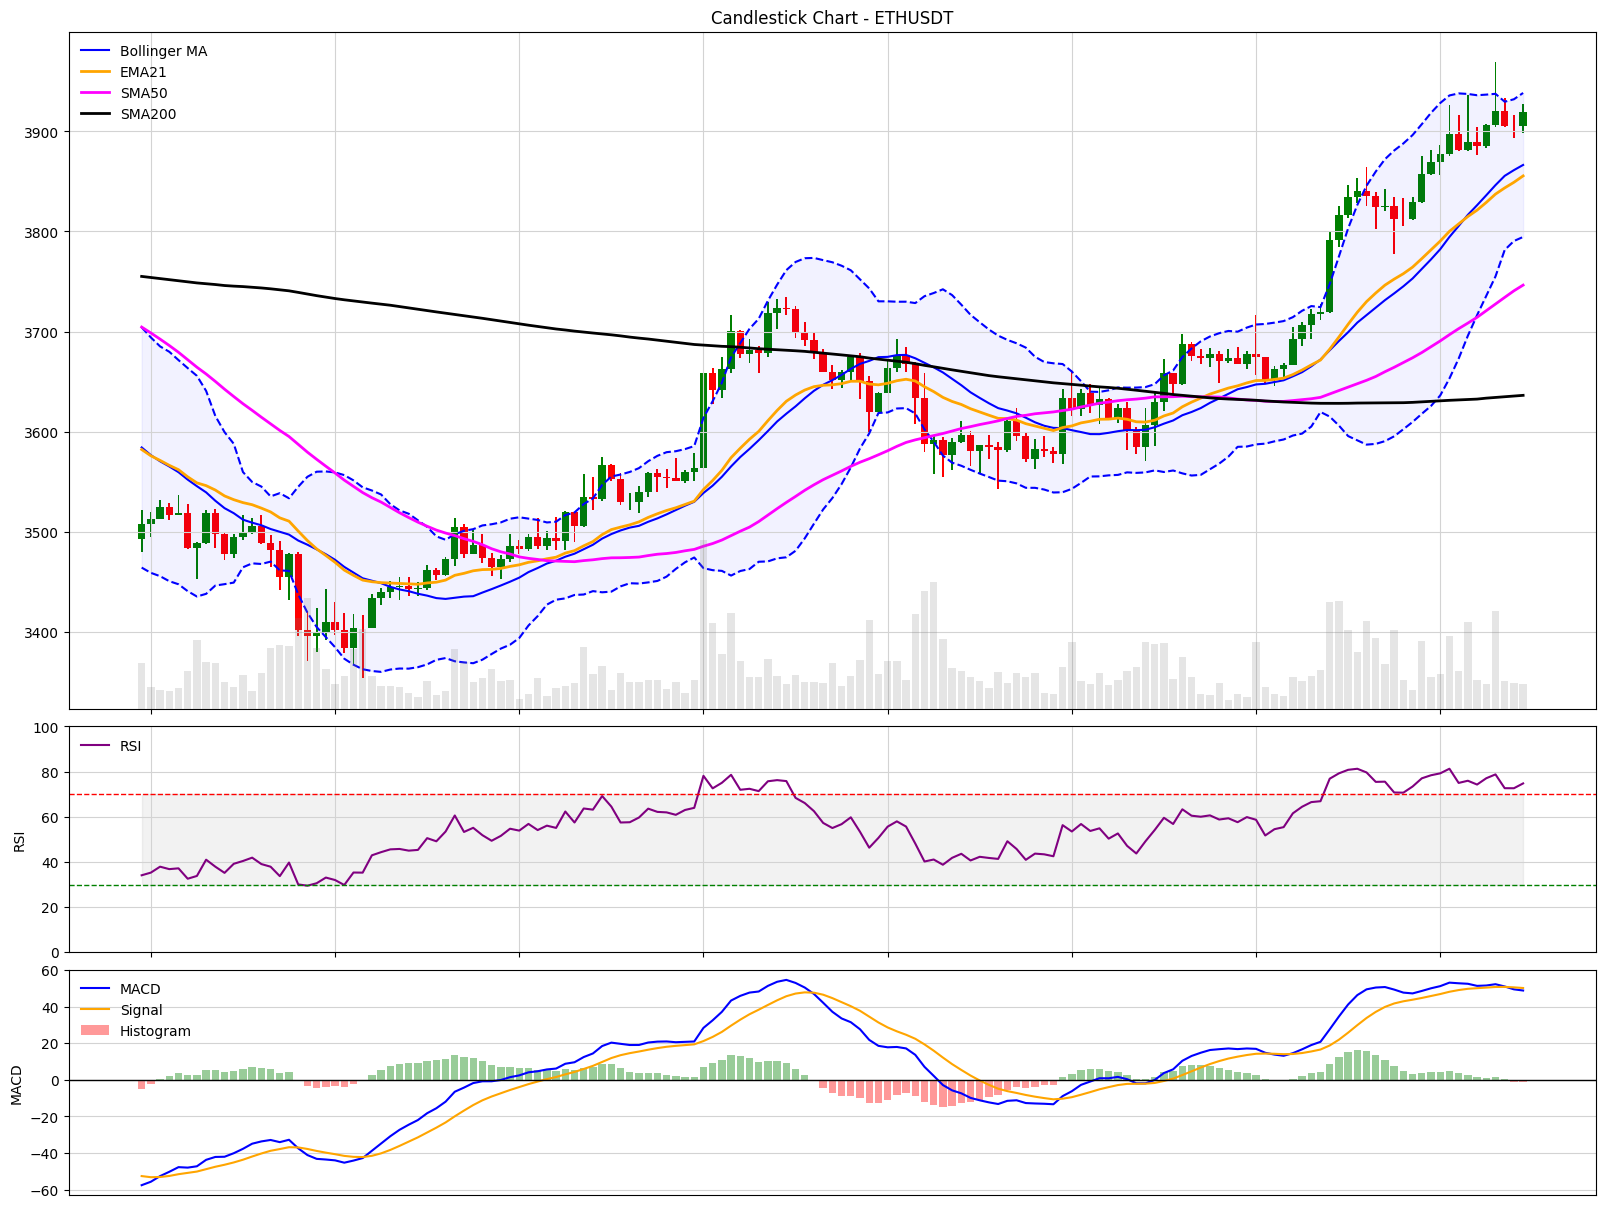 Candlestick Chart - ETHUSDT
Bollinger MA
EMA21
SMA50
SMA200
3900
3800
3700
3600
3500
3400
RSI
100
80
60
40
20
0
RSI
MACD
Signal
Histogram
60
40
20
0
−20
−40
−60
MACD